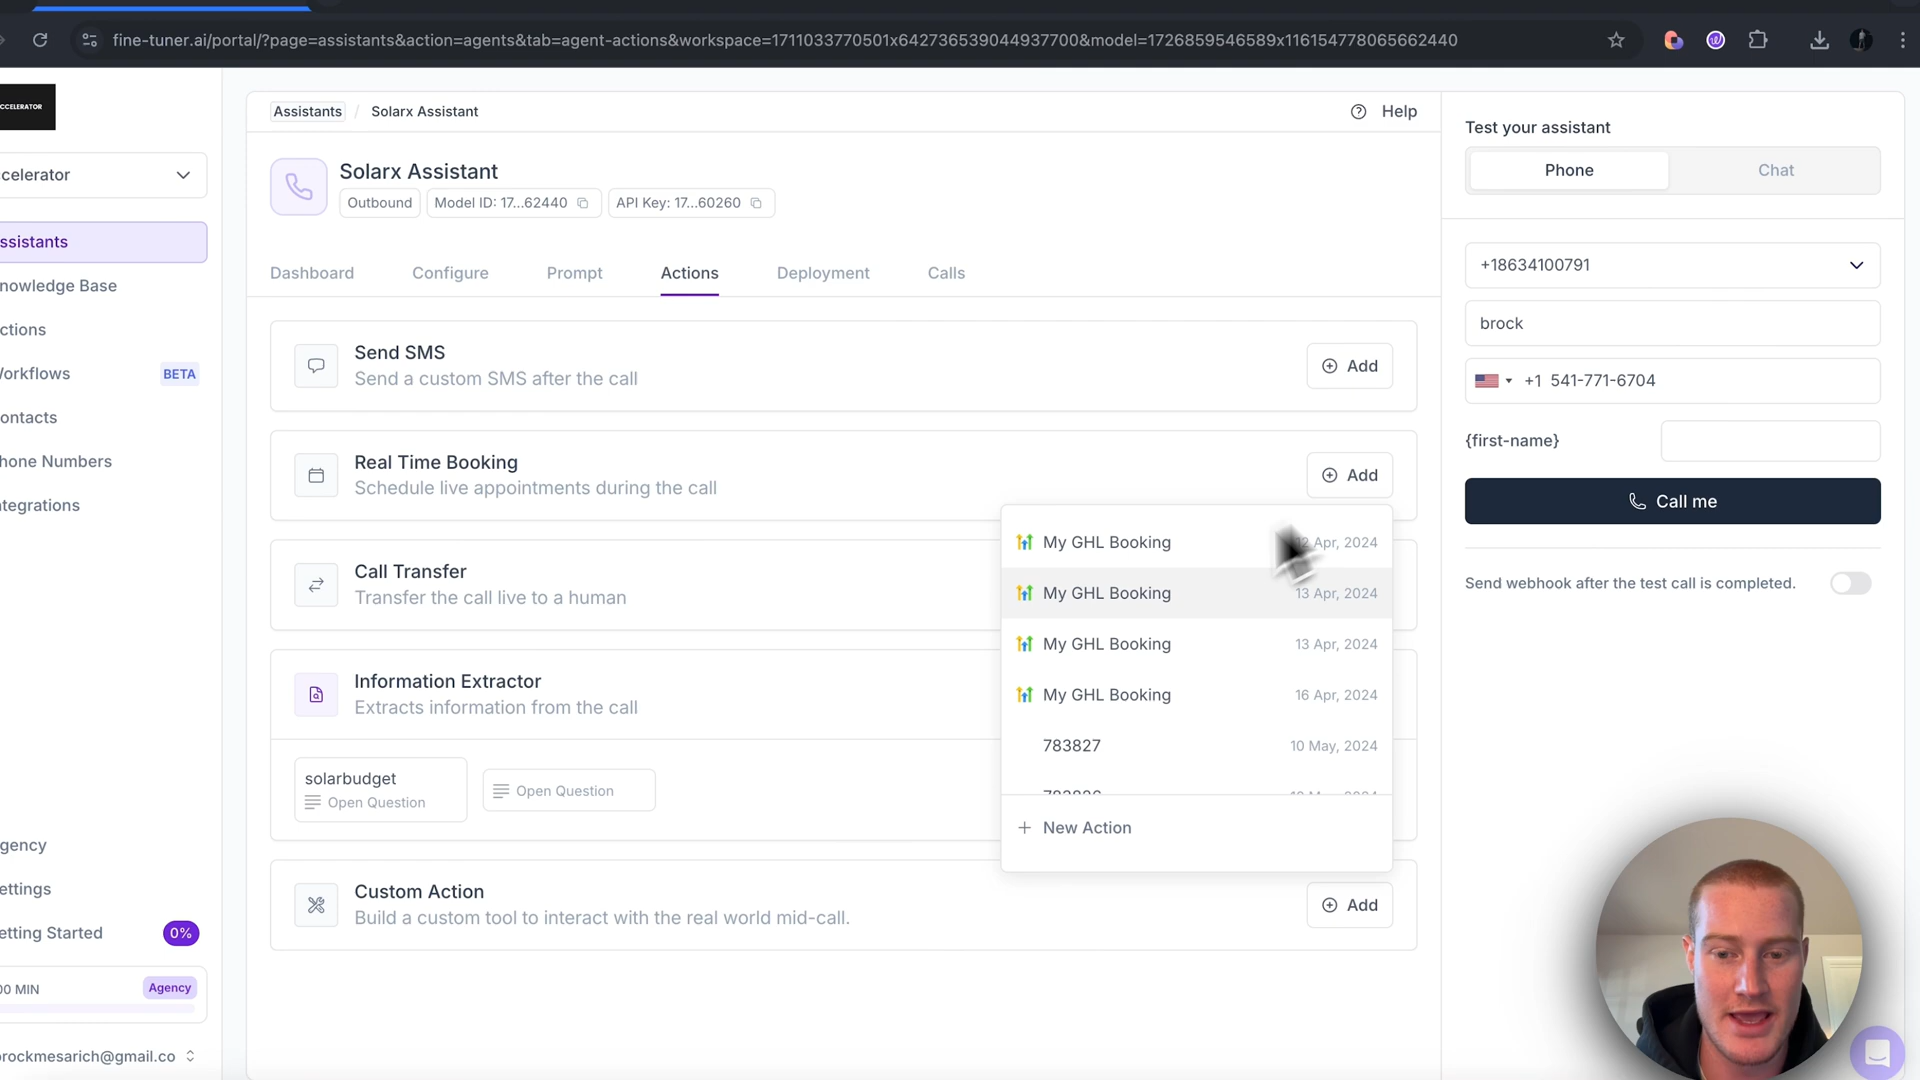 fine-tuner.ai/portal/?page=assistants&action=agents&tab=agent-actions&workspace=1711033770501x642736539044937700&model=1726859546589x116154778065662440
CCELERATOR
celerator
ssistants
nowledge Base
ctions
Vorkflows BETA
ontacts
hone Numbers
ntegrations
gency
ettings
etting Started 0%
00 MIN Agency
brockmesarich@gmail.co
Assistants / Solarx Assistant
Help
Solarx Assistant
Outbound Model ID: 17...62440 API Key: 17...60260
Dashboard Configure Prompt Actions Deployment Calls
Send SMS
Send a custom SMS after the call
Add
Real Time Booking
Schedule live appointments during the call
Add
My GHL Booking 12 Apr, 2024
My GHL Booking 13 Apr, 2024
My GHL Booking 13 Apr, 2024
My GHL Booking 16 Apr, 2024
783827 10 May, 2024
New Action
Call Transfer
Transfer the call live to a human
Information Extractor
Extracts information from the call
solarbudget
Open Question
Open Question
Custom Action
Build a custom tool to interact with the real world mid-call.
Add
Test your assistant
Phone Chat
+18634100791
brock
+1 541-771-6704
{first-name}
Call me
Send webhook after the test call is completed.